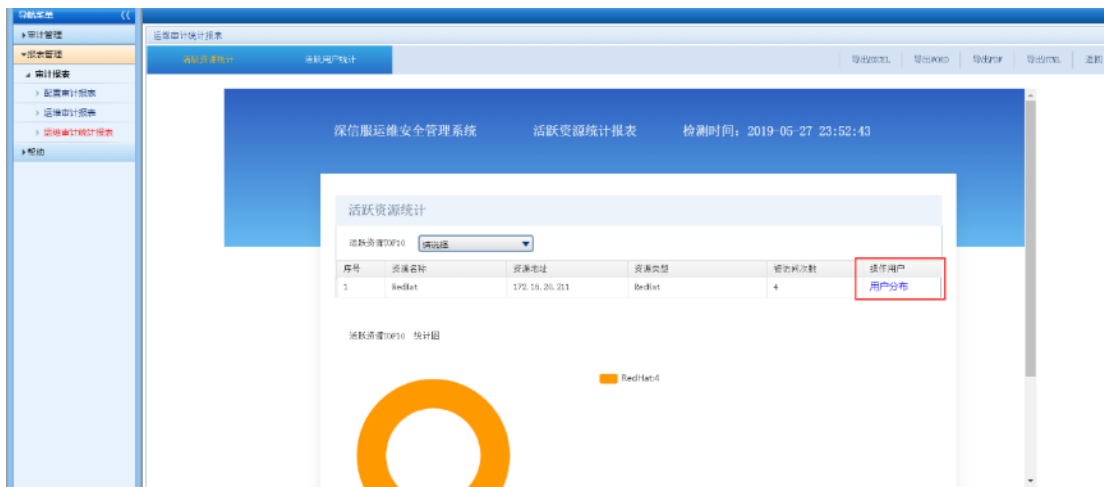 导航菜单
审计管理
报表管理
审计报表
配置审计报表
运维审计报表
运维审计统计报表
帮助
运维审计统计报表
活跃资源统计 活跃用户统计 导出EXCEL 导出WORD 导出PDF 导出HTML 返回
深信服运维安全管理系统 活跃资源统计报表 检测时间：2019-05-27 23:52:43
活跃资源统计
活跃资源TOP10 请选择
序号 资源名称 资源地址 资源类型 被访问次数 操作用户
1 RedHat 172.16.20.211 RedHat 4 用户分布
活跃资源TOP10 统计图
RedHat:4